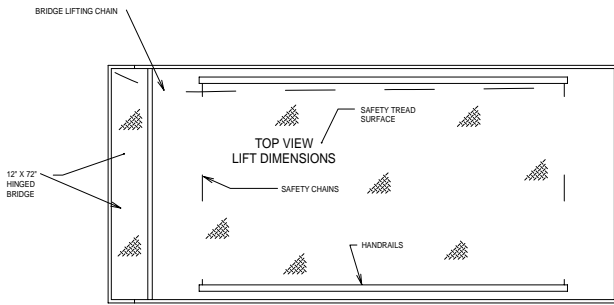 BRIDGE LIFTING CHAIN
SAFETY TREAD
SURFACE
TOP VIEW
LIFT DIMENSIONS
12" X 72"
HINGED
BRIDGE
SAFETY CHAINS
HANDRAILS